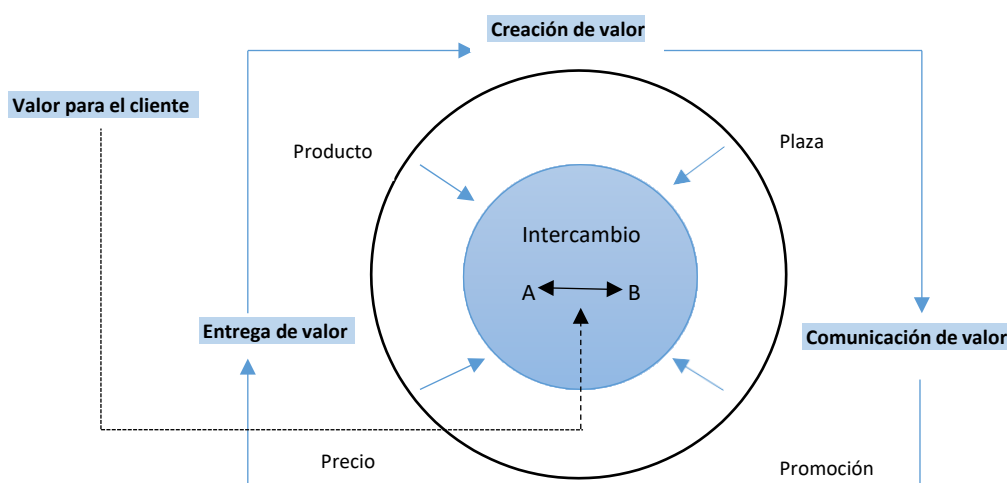 Creación de valor
Valor para el cliente
Producto
Plaza
Intercambio
A
B
Entrega de valor
Comunicación de valor
Precio
Promoción